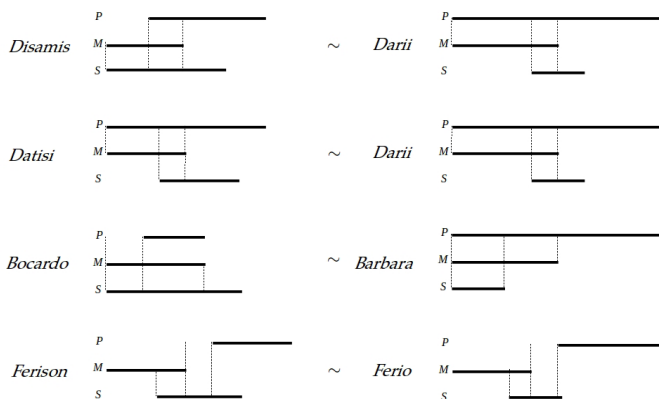 P P
Disamis M ~ Darii M
S S
P P
Datisi M ~ Darii M
S S
P P
Bocardo M ~ Barbara M
S S
P P
Ferison M ~ Ferio M
S S